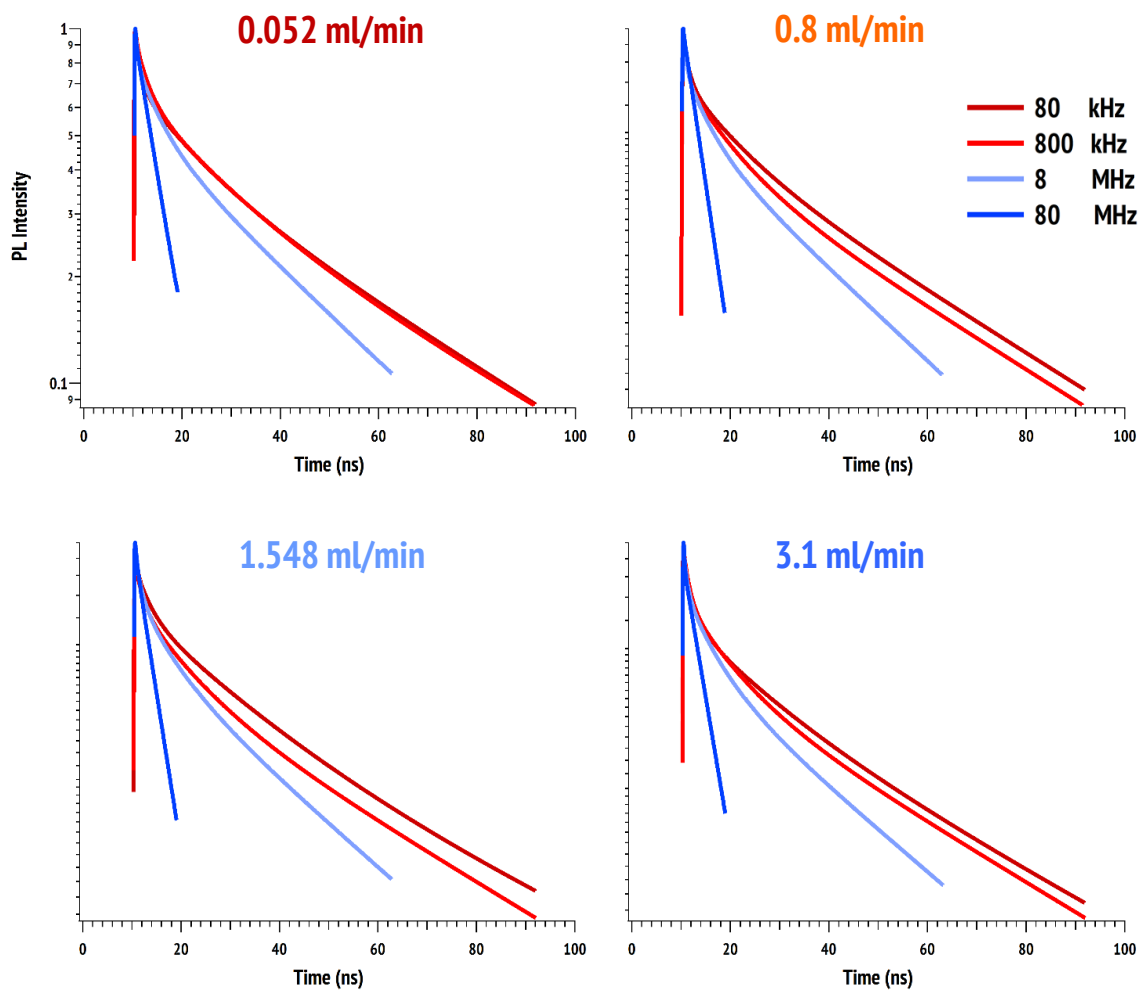 0.052 ml/min
0.8 ml/min
1
9
8
7
6
5
4
3
2
0.1
9
PL Intensity
80 kHz
800 kHz
8 MHz
80 MHz
0 20 40 60 80 100
Time (ns)
0 20 40 60 80 100
Time (ns)
1.548 ml/min
3.1 ml/min
0 20 40 60 80 100
Time (ns)
0 20 40 60 80 100
Time (ns)